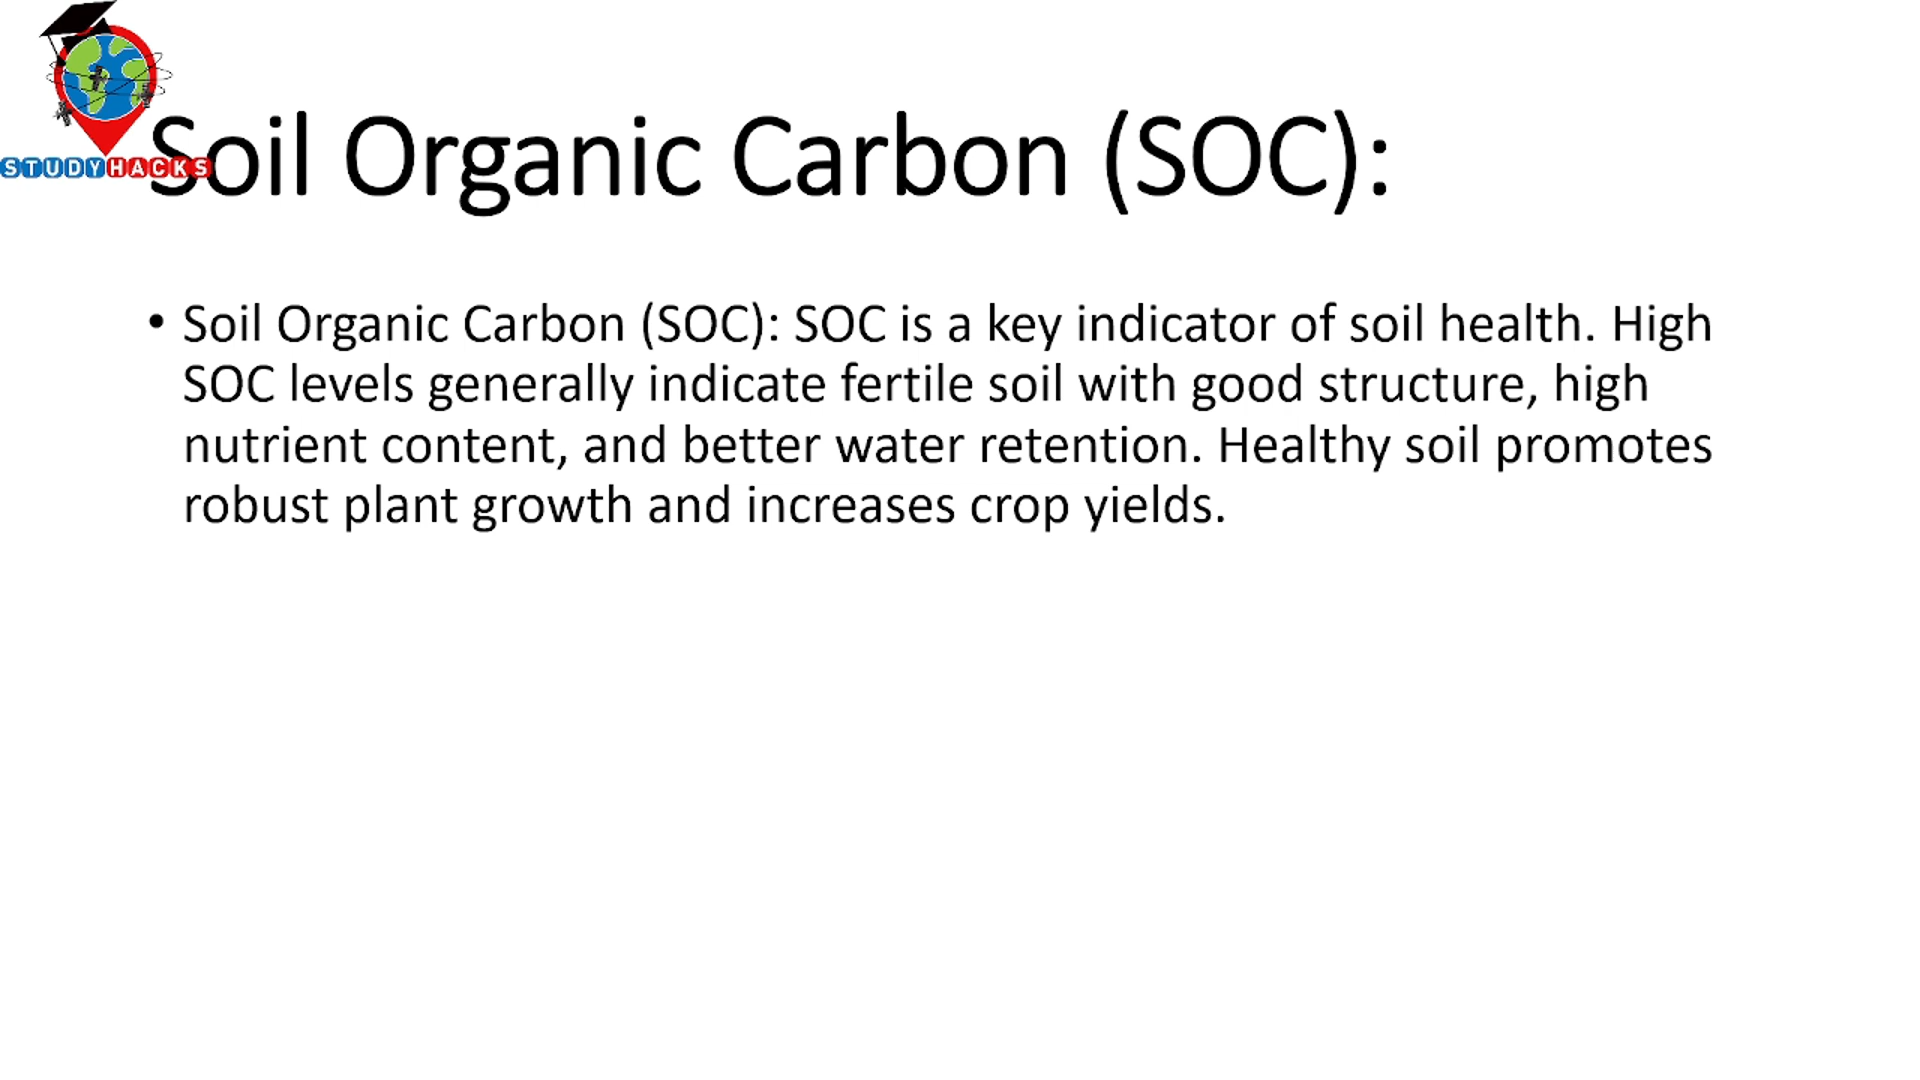 STUDYHACKS
Soil Organic Carbon (SOC):
• Soil Organic Carbon (SOC): SOC is a key indicator of soil health. High
SOC levels generally indicate fertile soil with good structure, high
nutrient content, and better water retention. Healthy soil promotes
robust plant growth and increases crop yields.